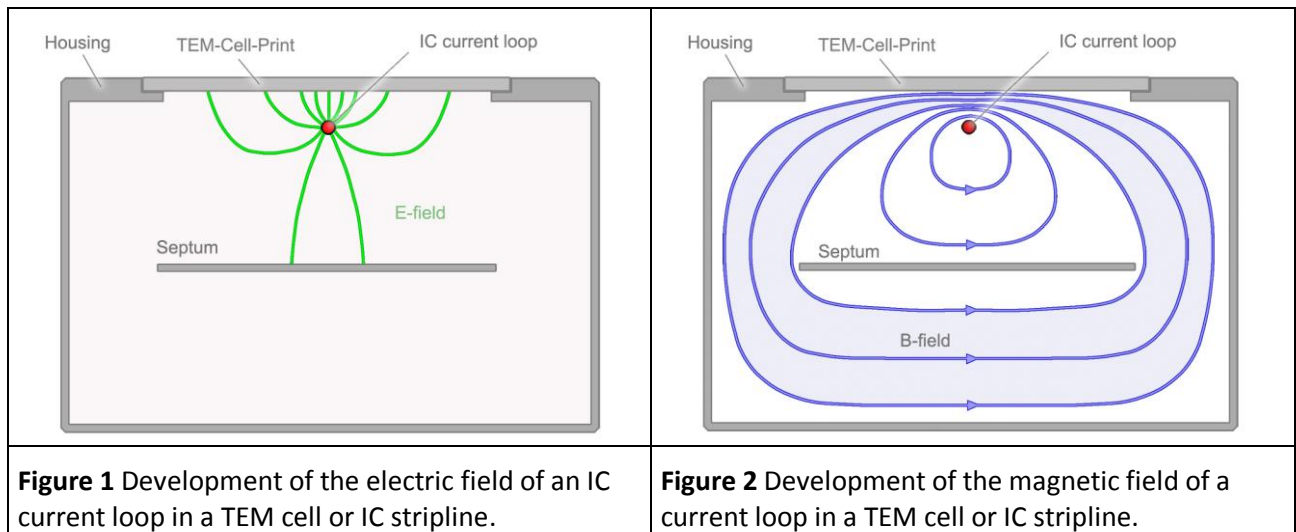 Housing
TEM-Cell-Print
IC current loop
E-field
Septum
Housing
TEM-Cell-Print
IC current loop
Septum
B-field
Figure 1 Development of the electric field of an IC
current loop in a TEM cell or IC stripline.
Figure 2 Development of the magnetic field of a
current loop in a TEM cell or IC stripline.